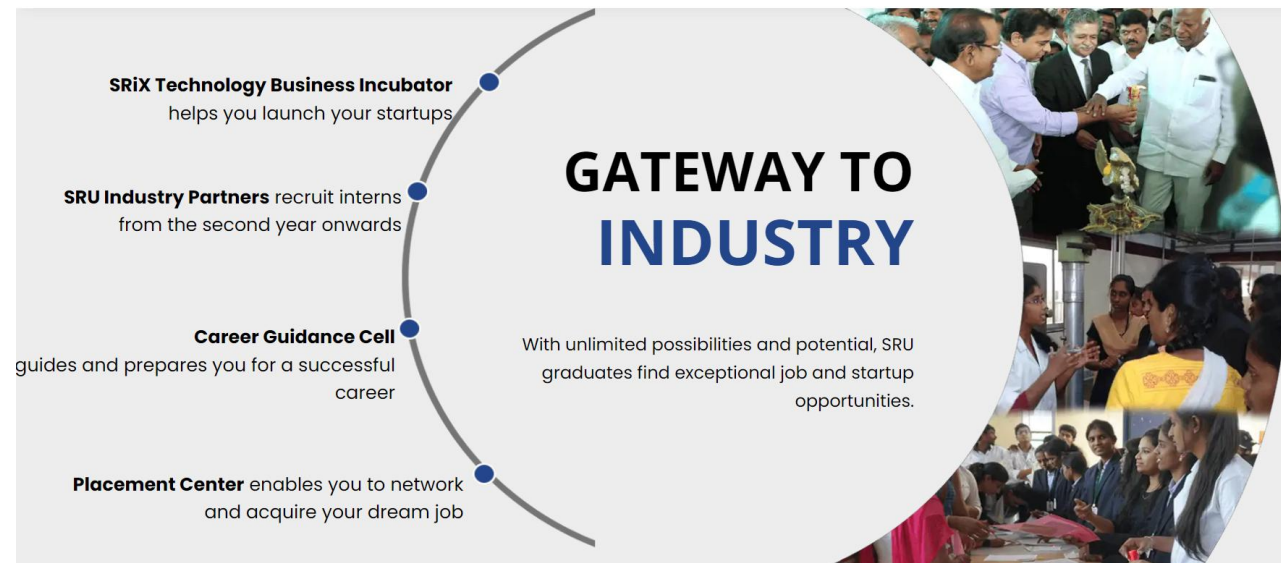 SRiX Technology Business Incubator
helps you launch your startups
SRU Industry Partners recruit interns
from the second year onwards
Career Guidance Cell
guides and prepares you for a successful
career
Placement Center enables you to network
and acquire your dream job
GATEWAY TO
INDUSTRY
With unlimited possibilities and potential, SRU
graduates find exceptional job and startup
opportunities.